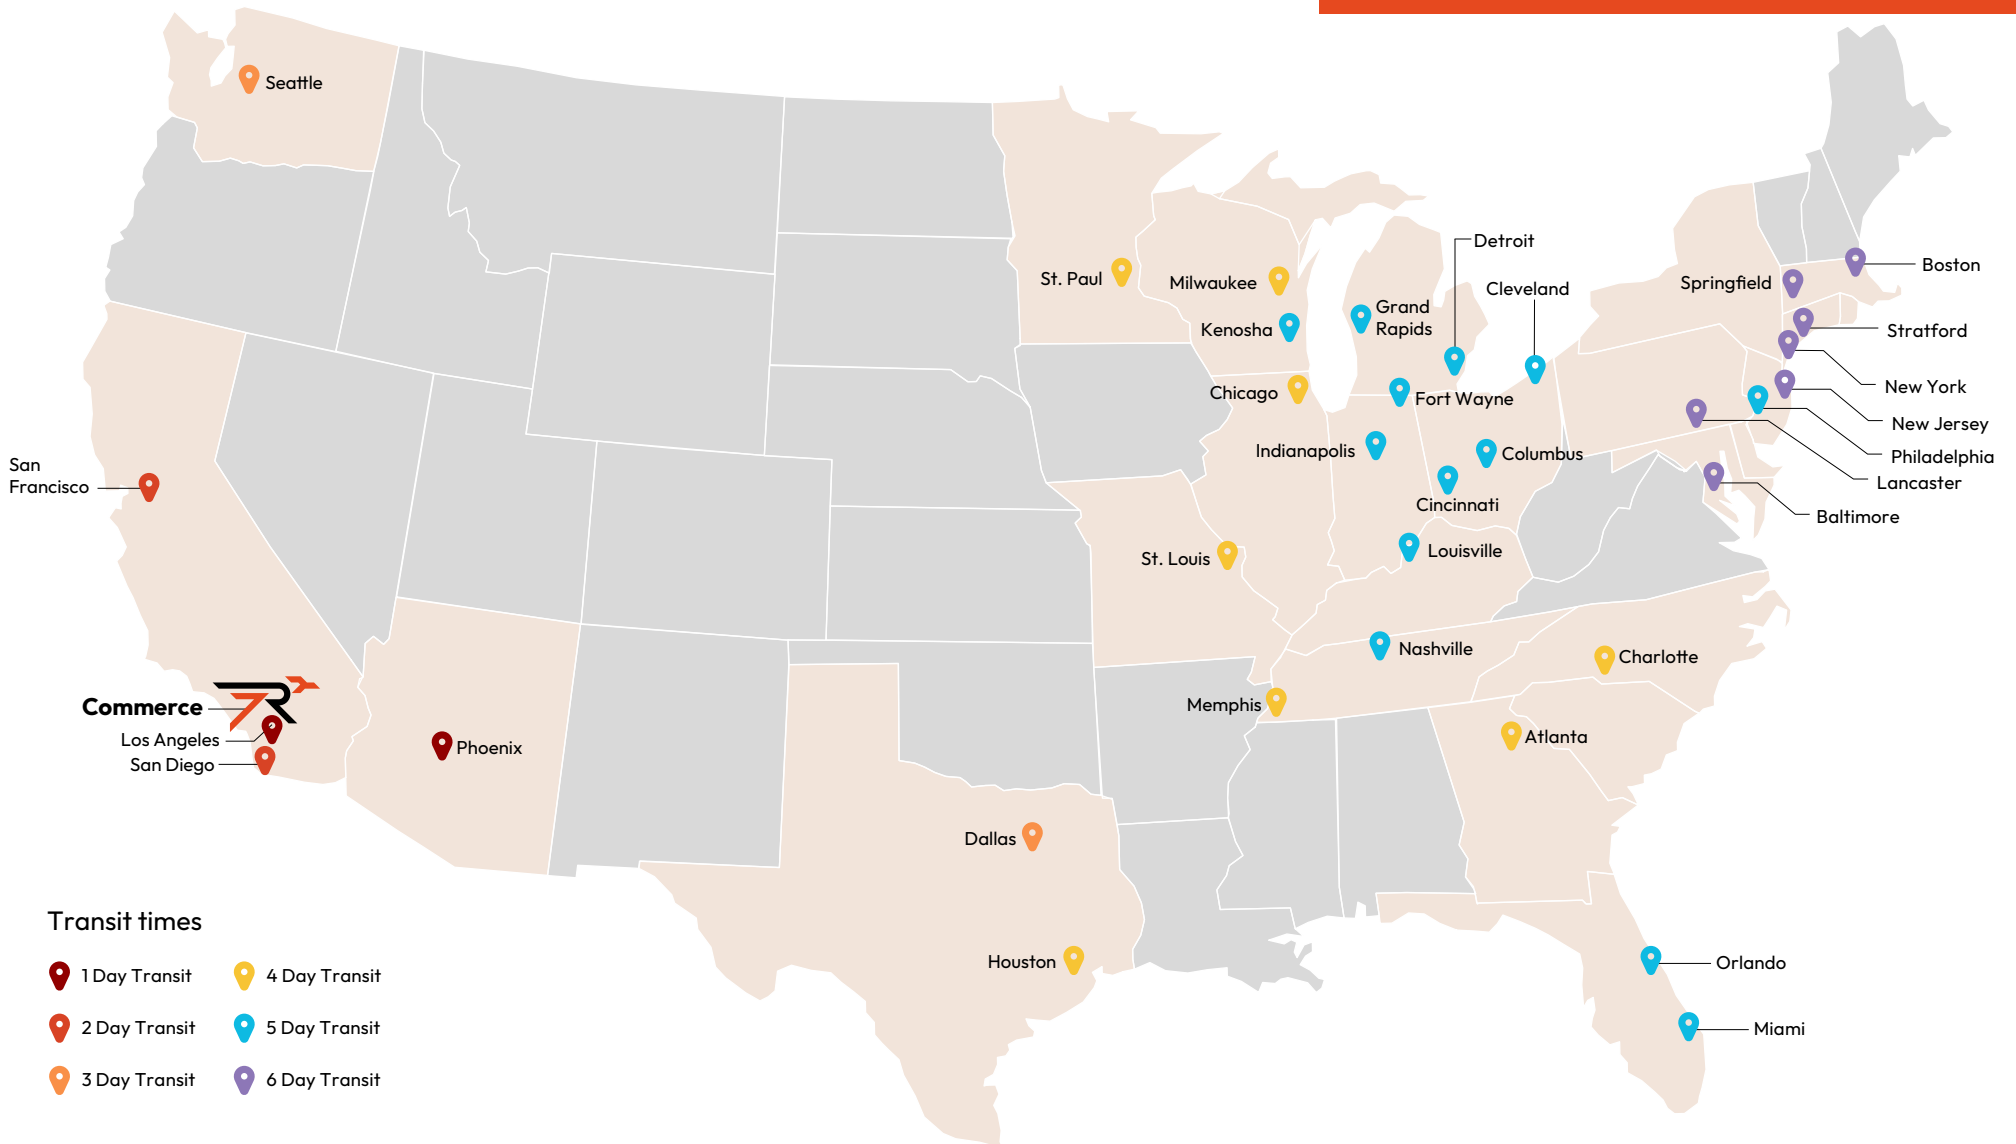 Seattle
Detroit
Boston
St. Paul
Milwaukee
Springfield
Cleveland
Grand
Rapids
Kenosha
Stratford
New York
Chicago
Fort Wayne
New Jersey
Indianapolis
Columbus
Philadelphia
San
Francisco
Lancaster
Cincinnati
Baltimore
Louisville
St. Louis
Nashville
Charlotte
Memphis
Commerce
7R
Los Angeles
Phoenix
Atlanta
San Diego
Dallas
Houston
Orlando
Miami
Transit times
1 Day Transit
4 Day Transit
2 Day Transit
5 Day Transit
3 Day Transit
6 Day Transit